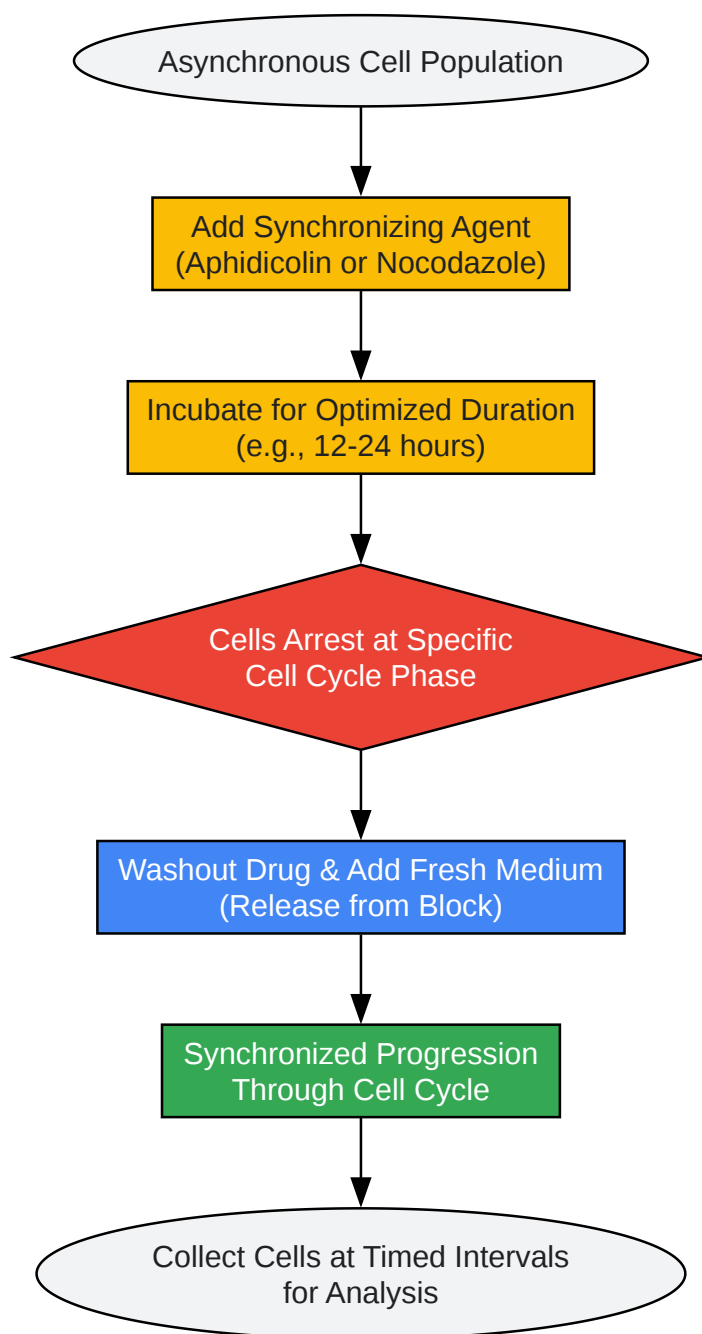 Asynchronous Cell Population
Add Synchronizing Agent
(Aphidicolin or Nocodazole)
Incubate for Optimized Duration
(e.g., 12-24 hours)
Cells Arrest at Specific
Cell Cycle Phase
Washout Drug & Add Fresh Medium
(Release from Block)
Synchronized Progression
Through Cell Cycle
Collect Cells at Timed Intervals
for Analysis